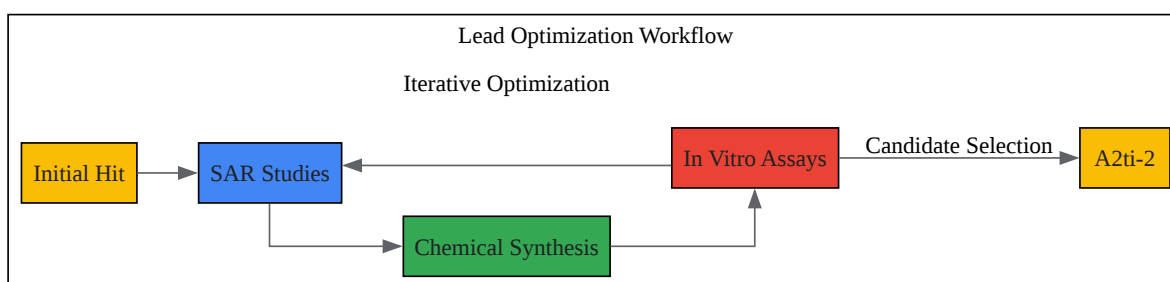 Lead Optimization Workflow
Iterative Optimization
Initial Hit
SAR Studies
In Vitro Assays
Candidate Selection
A2ti-2
Chemical Synthesis